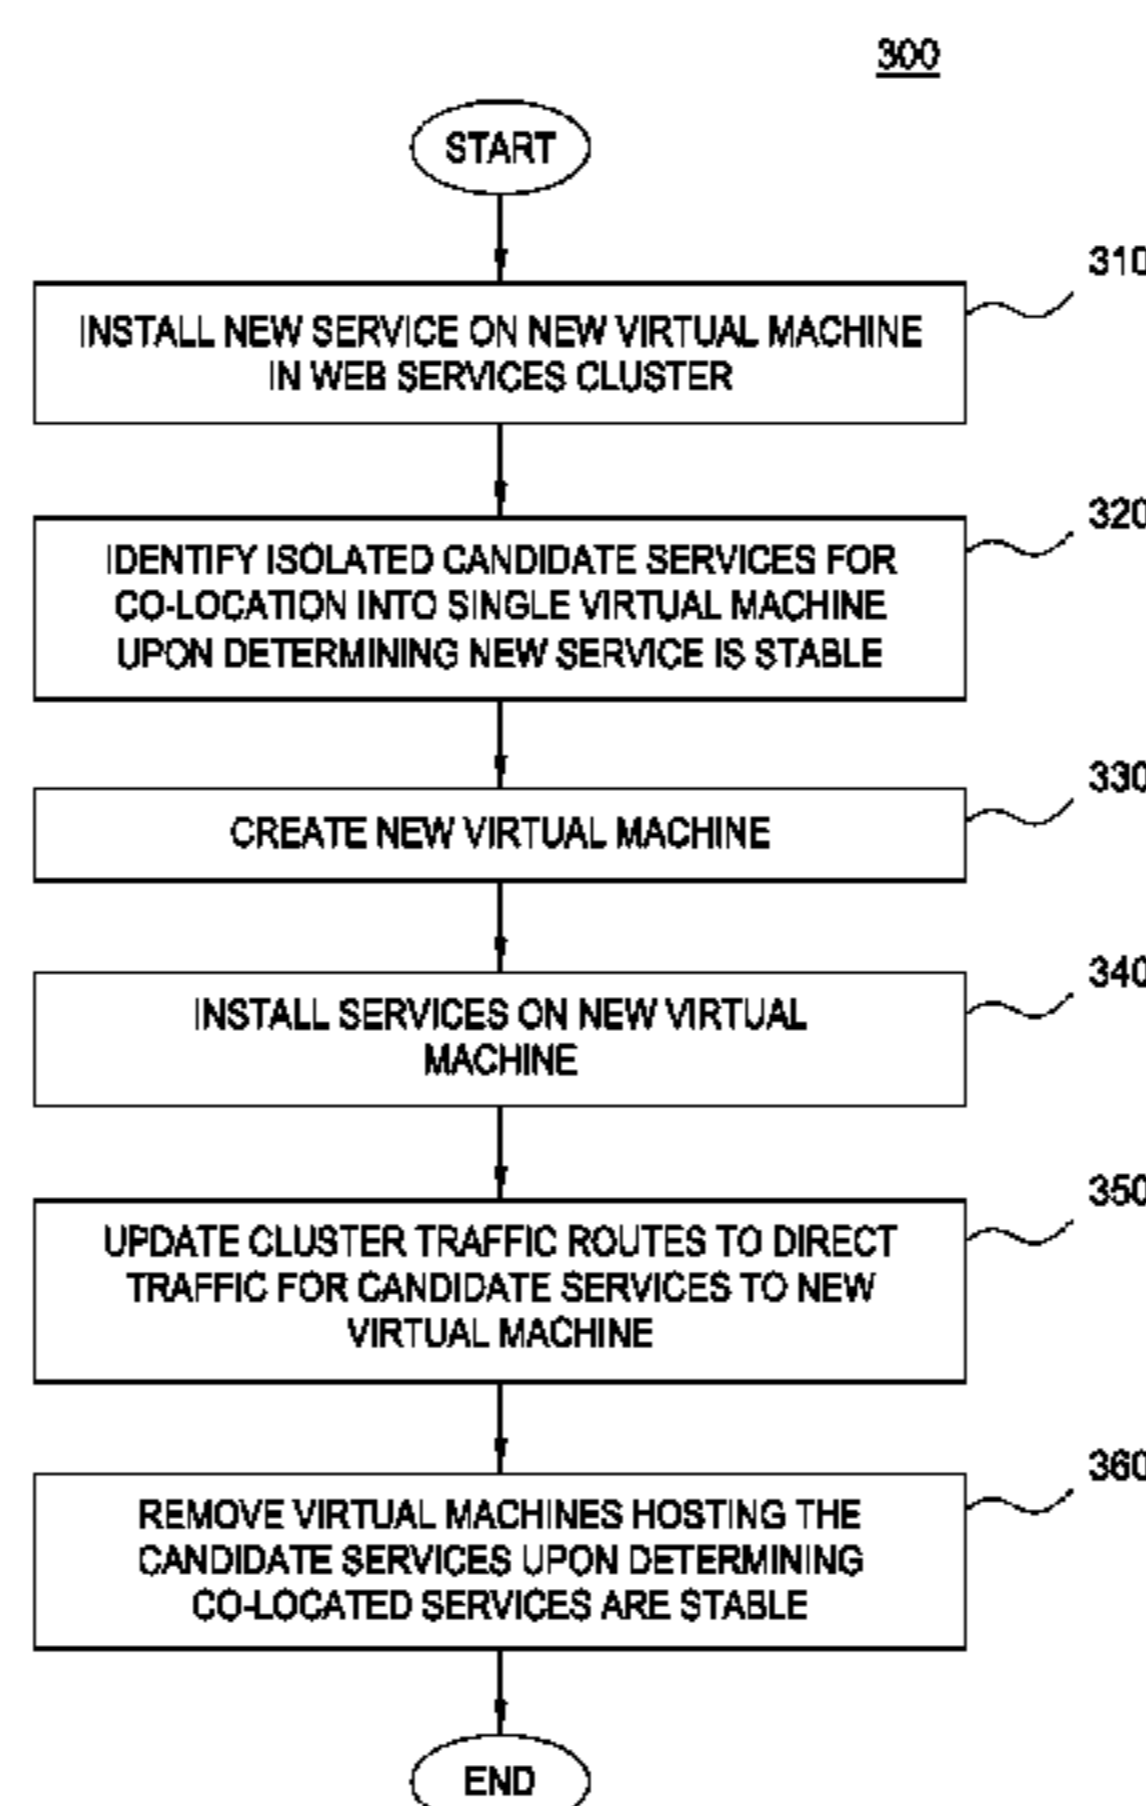 300
START
310
INSTALL NEW SERVICE ON NEW VIRTUAL MACHINE
IN WEB SERVICES CLUSTER
320
IDENTIFY ISOLATED CANDIDATE SERVICES FOR
CO-LOCATION INTO SINGLE VIRTUAL MACHINE
UPON DETERMINING NEW SERVICE IS STABLE
330
CREATE NEW VIRTUAL MACHINE
340
INSTALL SERVICES ON NEW VIRTUAL
MACHINE
350
UPDATE CLUSTER TRAFFIC ROUTES TO DIRECT
TRAFFIC FOR CANDIDATE SERVICES TO NEW
VIRTUAL MACHINE
360
REMOVE VIRTUAL MACHINES HOSTING THE
CANDIDATE SERVICES UPON DETERMINING
CO-LOCATED SERVICES ARE STABLE
END